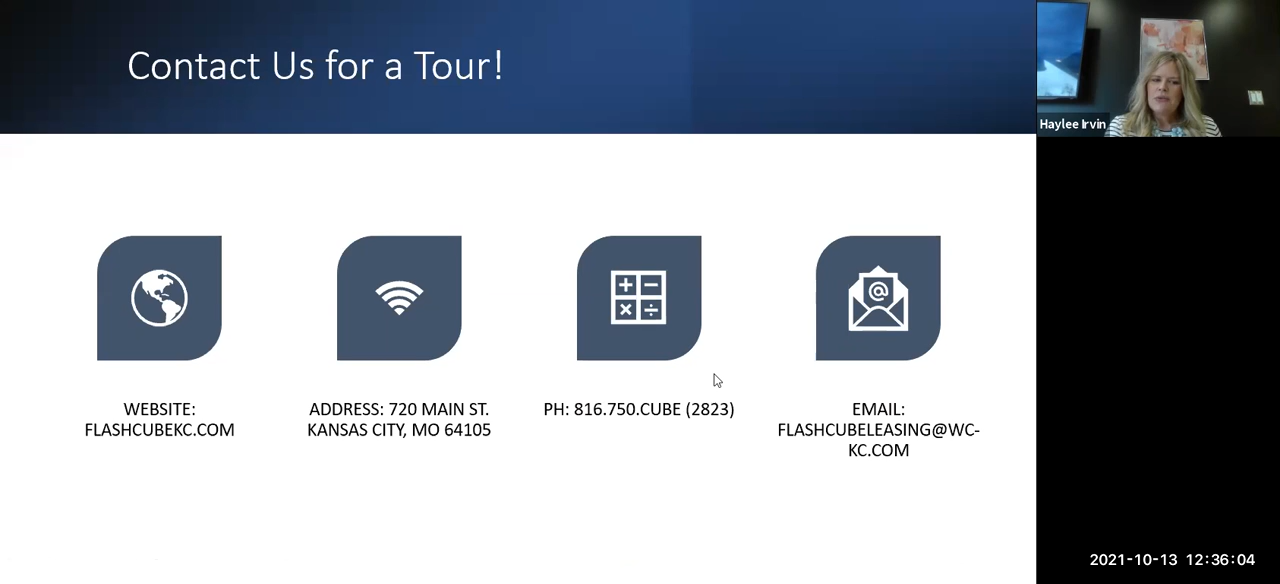 Contact Us for a Tour!
Haylee Irvin
WEBSITE:
FLASHCUBEKC.COM
ADDRESS: 720 MAIN ST.
KANSAS CITY, MO 64105
PH: 816.750.CUBE (2823)
EMAIL:
FLASHCUBELEASING@WC-
KC.COM
2021-10-13 12:36:04